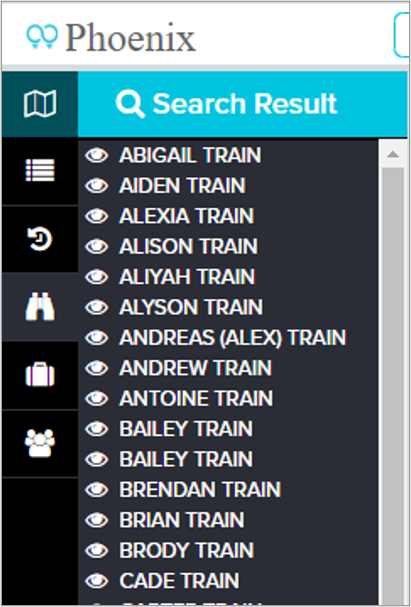 Phoenix
Search Result
ABIGAIL TRAIN
AIDEN TRAIN
ALEXIA TRAIN
ALISON TRAIN
ALIYAH TRAIN
ALYSON TRAIN
ANDREAS (ALEX) TRAIN
ANDREW TRAIN
ANTOINE TRAIN
BAILEY TRAIN
BAILEY TRAIN
BRENDAN TRAIN
BRIAN TRAIN
BRODY TRAIN
CADE TRAIN